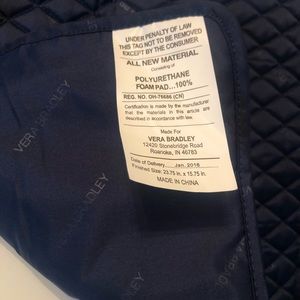 UNDER PENALTY OF LAW
THIS TAG NOT TO BE REMOVED
EXCEPT BY THE CONSUMER
ALL NEW MATERIAL
Consisting of
POLYURETHANE
FOAM PAD...100%
REG. NO. OH-76686 (CN)
Certification is made by the manufacturer
that the materials in this article are
described in accordance with law.
Made For
VERA BRADLEY
12420 Stonebridge Road
Roanoke, IN 46783
Date of Delivery Jan. 2018
Finished Size: 23.75 in. x 15.75 in.
MADE IN CHINA
VERA BRADLEY
BRADLEY